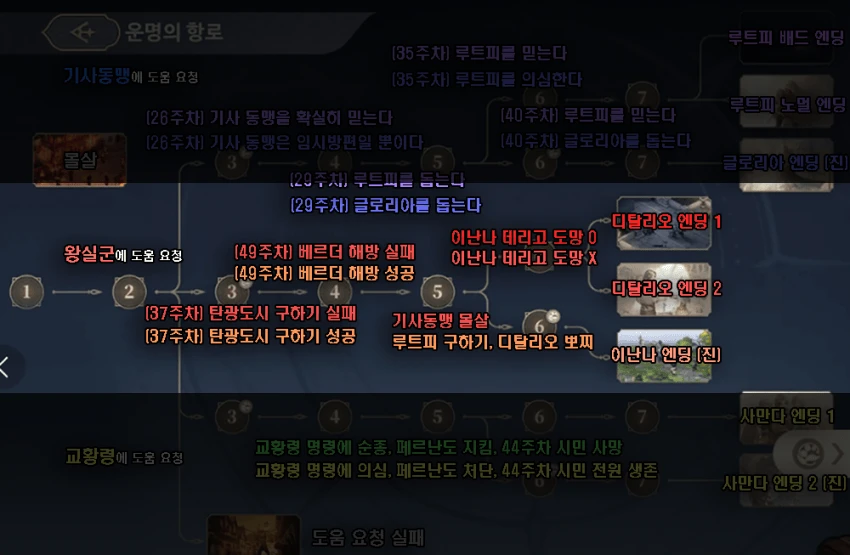 운명의 항로
기사동맹에 도움 요청
[35주차] 루트피를 믿는다
[35주차] 루트피를 의심한다
루트피 배드 엔딩
[26주차] 기사 동맹을 확실히 믿는다
[26주차] 기사 동맹은 임시방편일 뿐이다
6 7
[40주차] 루트피를 믿는다
[40주차] 글로리아를 돕는다
루트피 노멀 엔딩
몰살
3 4 5 6 7
글로리아 엔딩 [진]
[29주차] 루트피를 돕는다
[29주차] 글로리아를 돕는다
디탈리오 엔딩 1
왕실군에 도움 요청
[49주차] 베르더 해방 실패
[49주차] 베르더 해방 성공
이난나 데리고 도망 O
이난나 데리고 도망 X
1 2 3 4 5
디탈리오 엔딩 2
[37주차] 탄광도시 구하기 실패
[37주차] 탄광도시 구하기 성공
기사동맹 몰살
루트피 구하기, 디탈리오 뽀찌
6
이난나 엔딩 [진]
3 4 5 6 7
사만다 엔딩 1
교황령에 도움 요청
교황령 명령에 순종, 페르난도 지킴, 44주차 시민 사망
교황령 명령에 의심, 페르난도 처단, 44주차 시민 전원 생존
6 7
사만다 엔딩 2 [진]
도움 요청 실패